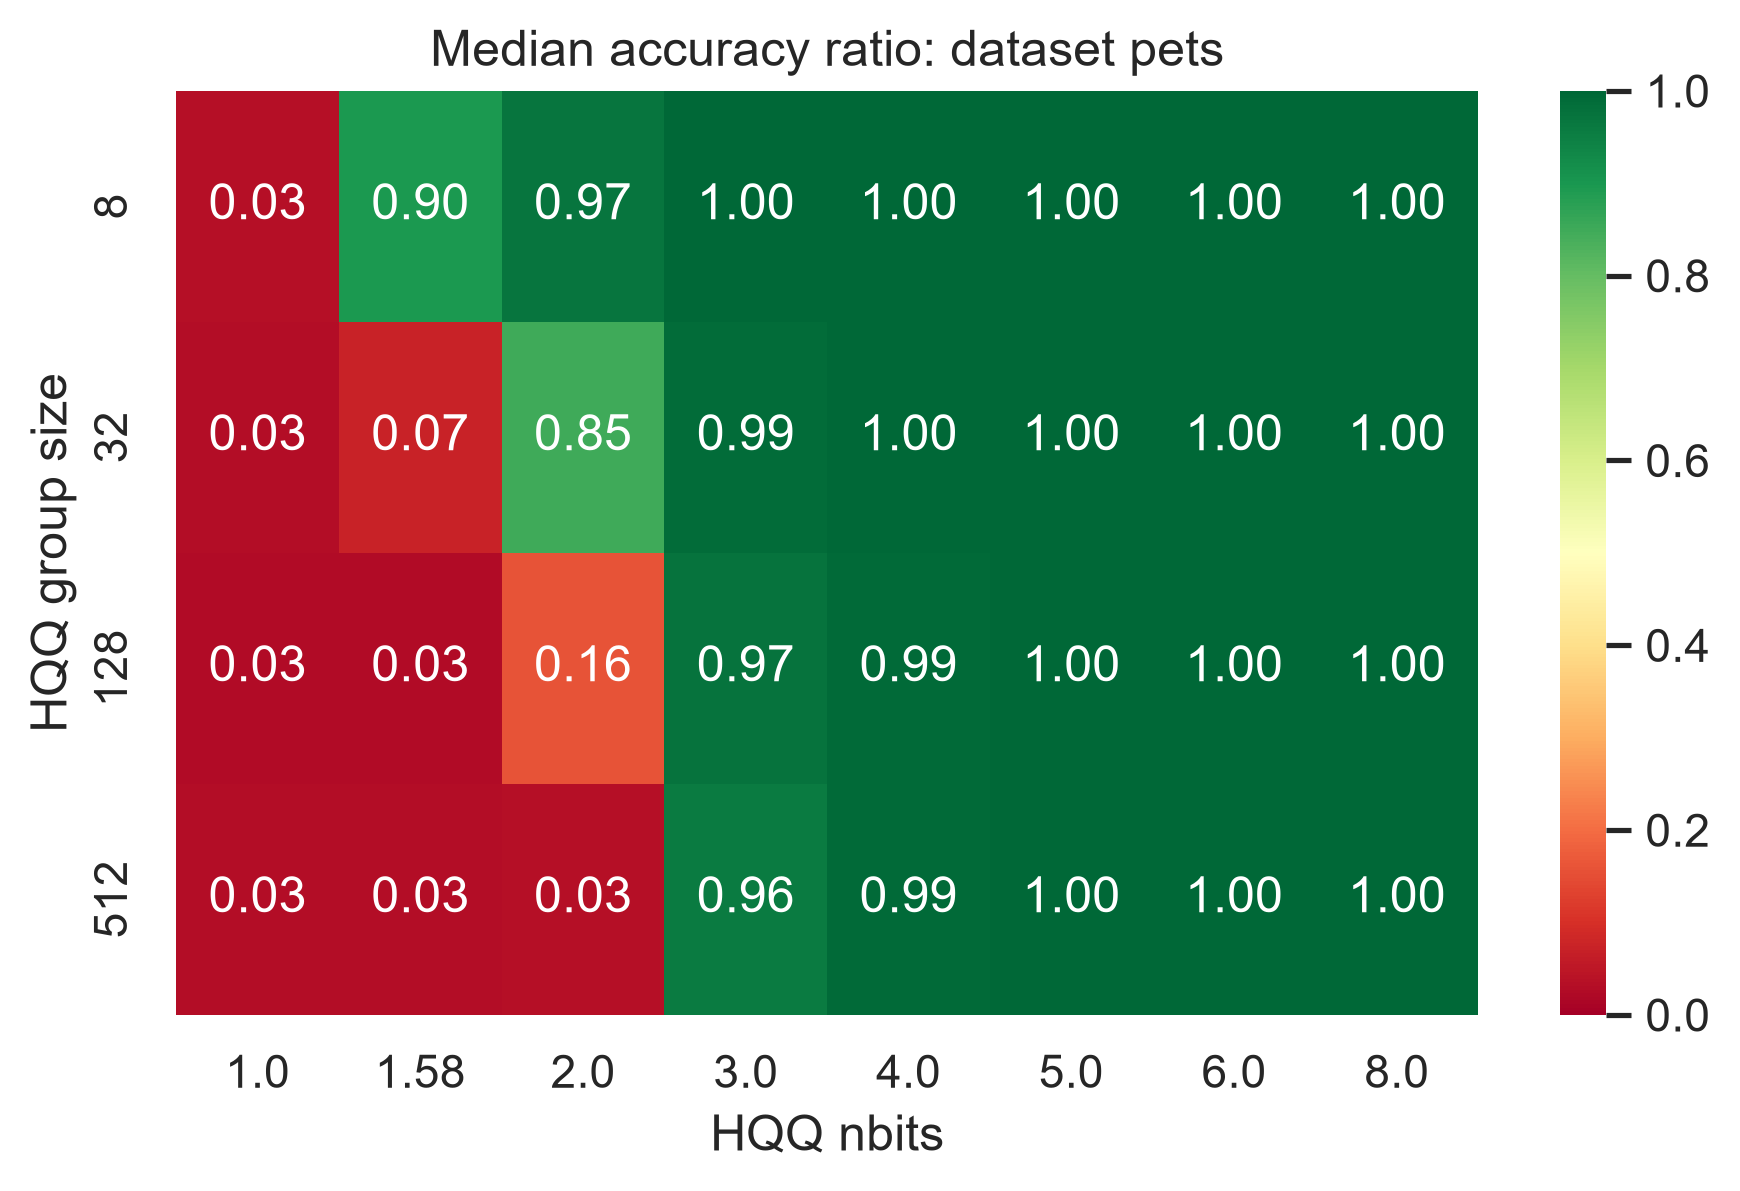 Median accuracy ratio: dataset pets
HQQ group size
8 0.03 0.90 0.97 1.00 1.00 1.00 1.00 1.00
32 0.03 0.07 0.85 0.99 1.00 1.00 1.00 1.00
128 0.03 0.03 0.16 0.97 0.99 1.00 1.00 1.00
512 0.03 0.03 0.03 0.96 0.99 1.00 1.00 1.00
1.0 1.58 2.0 3.0 4.0 5.0 6.0 8.0
HQQ nbits
1.0
0.8
0.6
0.4
0.2
0.0